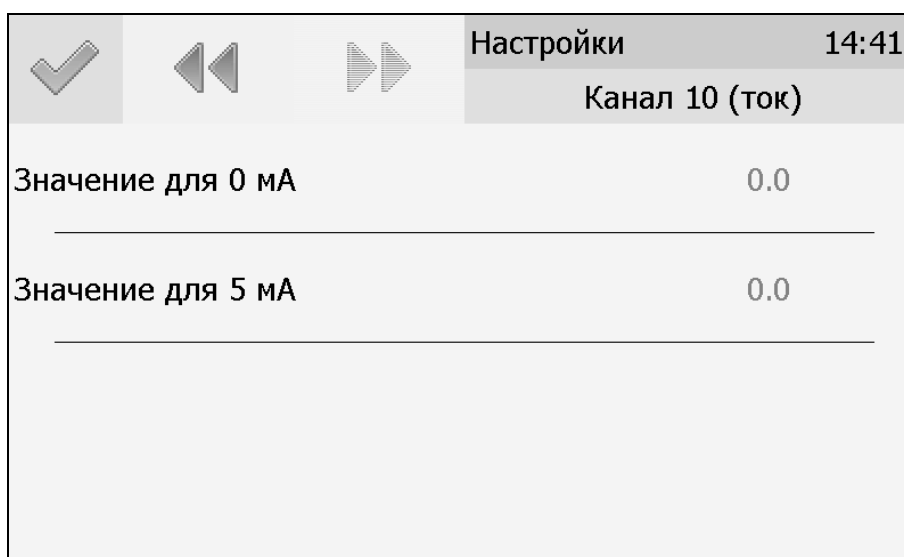 Настройки 14:41
Канал 10 (ток)
Значение для 0 мА 0.0
Значение для 5 мА 0.0